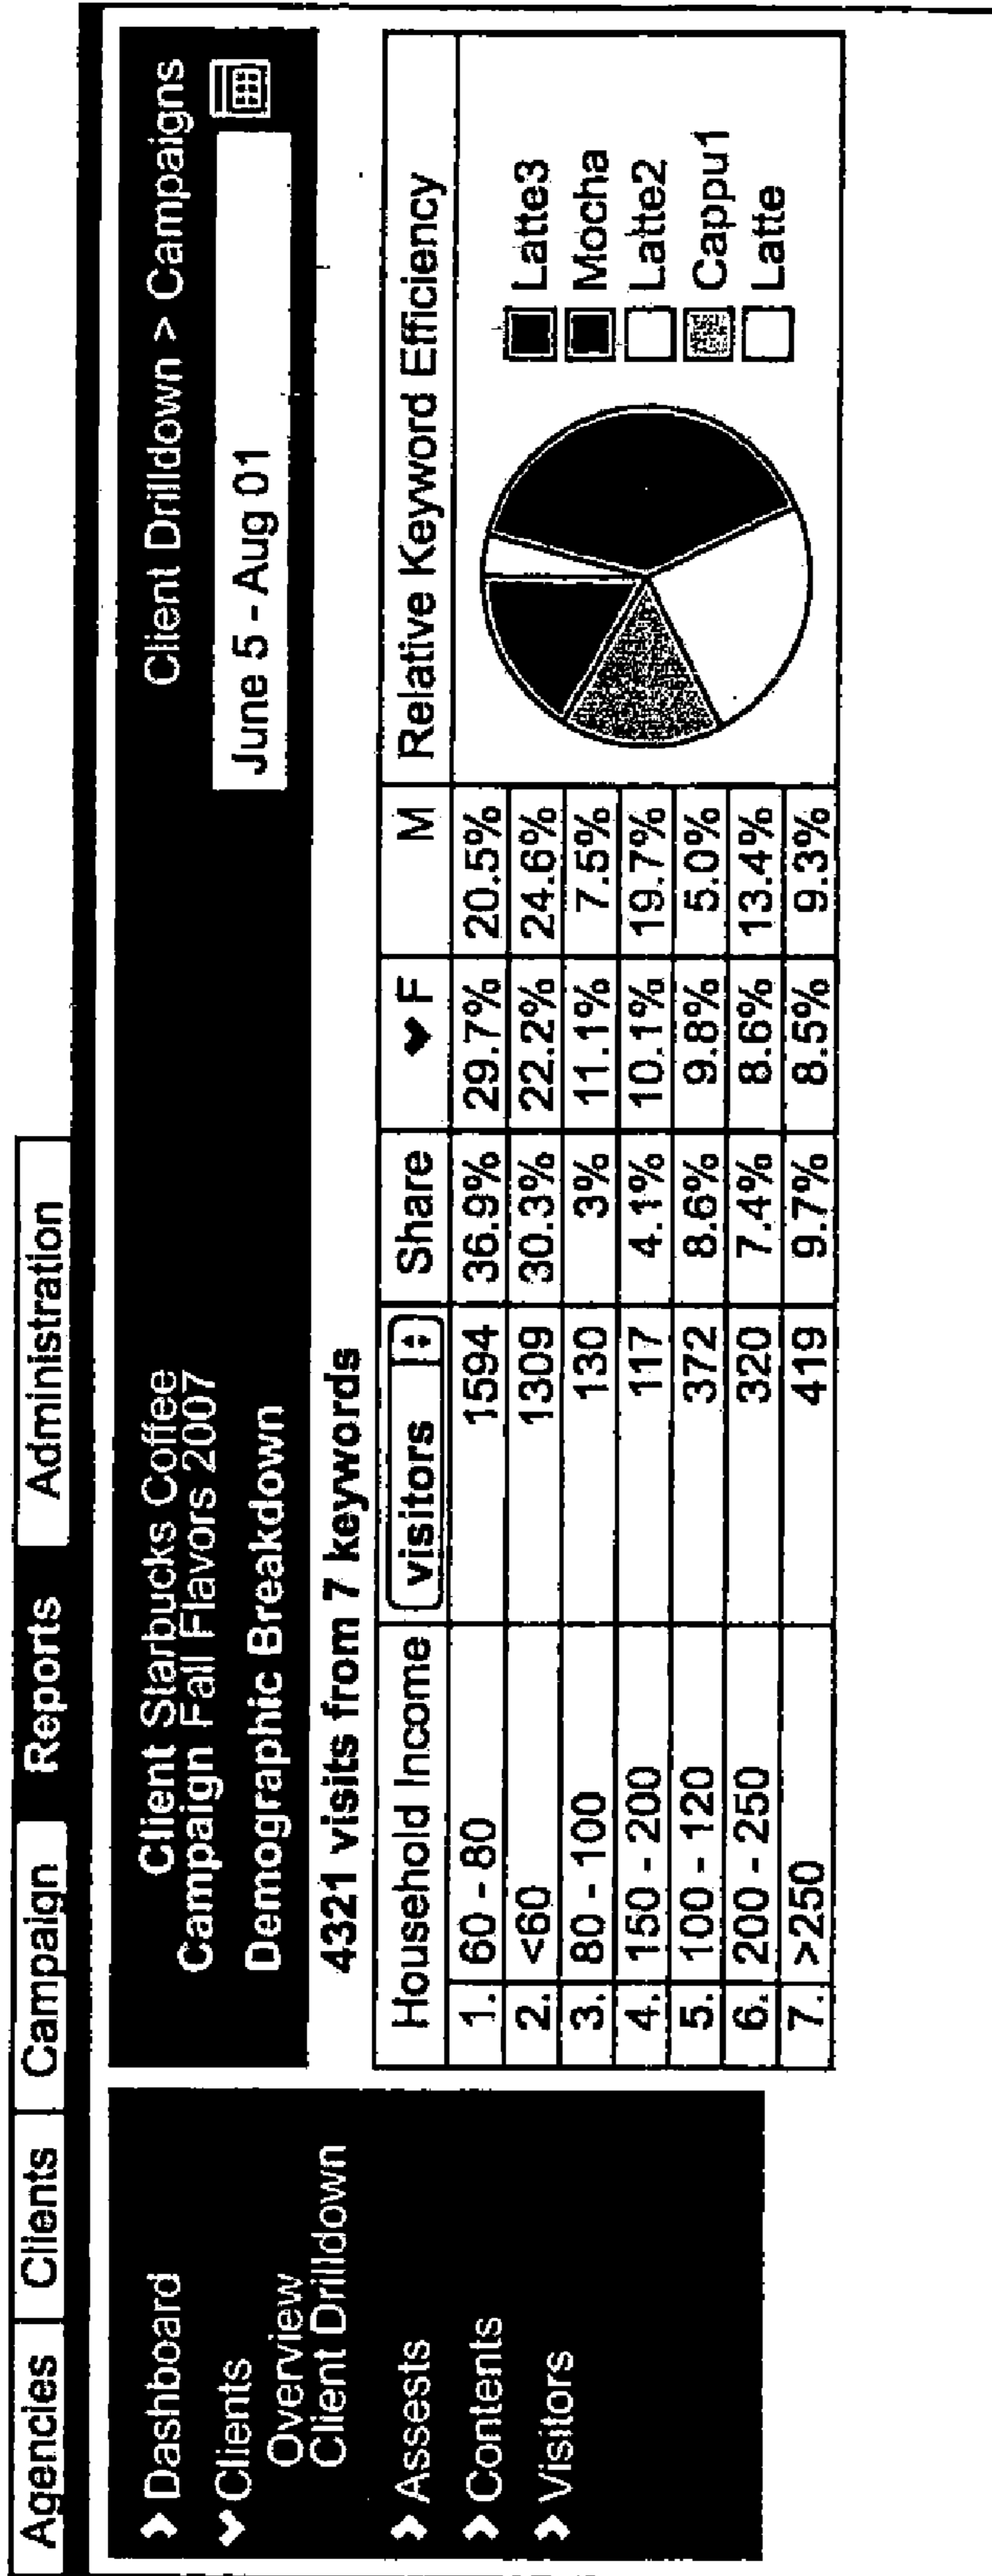 Agencies Clients Campaign Reports Administration
Dashboard
Clients
Overview
Client Drilldown
Assests
Contents
Visitors
Client Starbucks Coffee
Campaign Fall Flavors 2007
Demographic Breakdown
Client Drilldown > Campaigns
June 5 - Aug 01
4321 visits from 7 keywords
Household Income visitors Share F M Relative Keyword Efficiency
1. 60 - 80 1594 36.9% 29.7% 20.5%
2. <60 1309 30.3% 22.2% 24.6%
3. 80 - 100 130 3% 11.1% 7.5%
4. 150 - 200 117 4.1% 10.1% 19.7%
5. 100 - 120 372 8.6% 9.8% 5.0%
6. 200 - 250 320 7.4% 8.6% 13.4%
7. >250 419 9.7% 8.5% 9.3%
Latte3
Mocha
Latte2
Cappu1
Latte